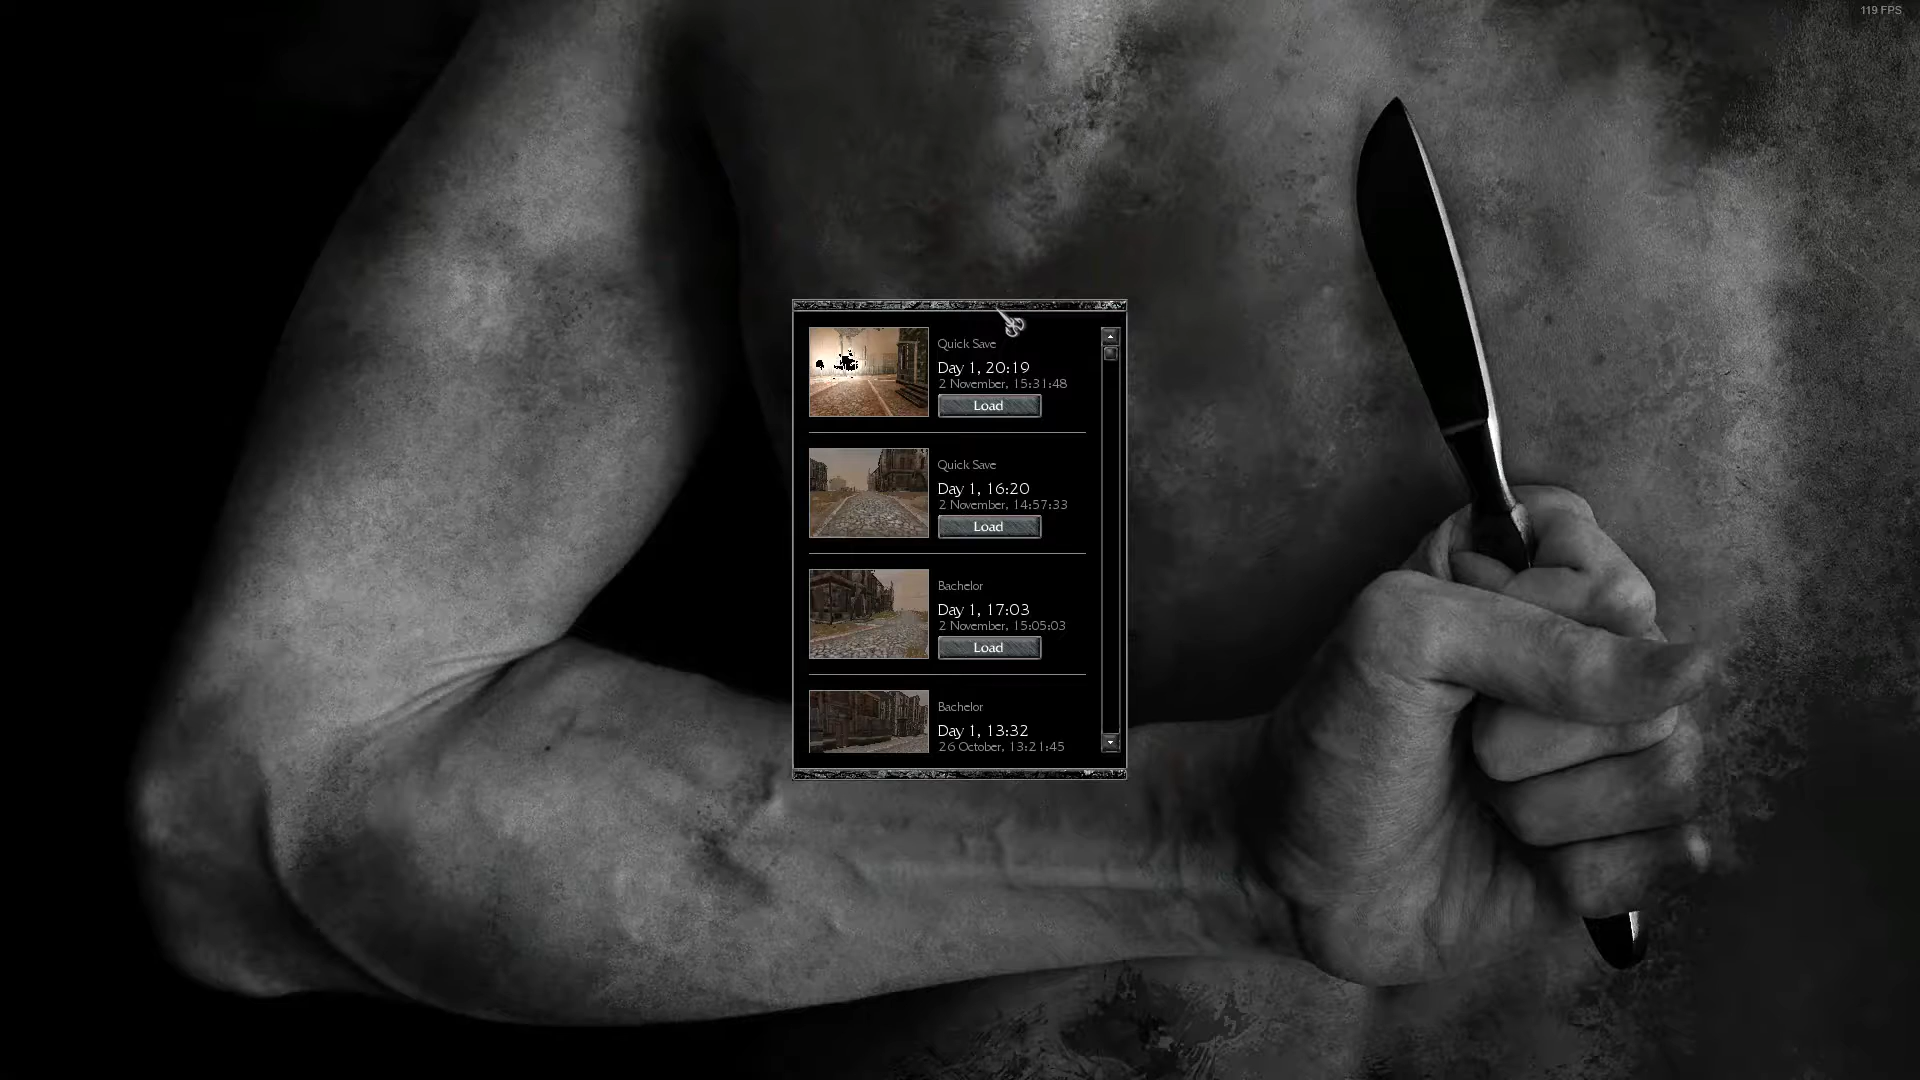 119 FPS
Quick Save
Day 1, 20:19
2 November, 15:31:48
Load
Quick Save
Day 1, 16:20
2 November, 14:57:33
Load
Bachelor
Day 1, 17:03
2 November, 15:05:03
Load
Bachelor
Day 1, 13:32
26 October, 13:21:45